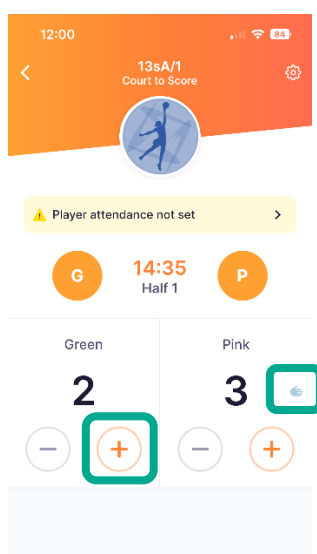 12:00
84
13sA/1
Court to Score
Player attendance not set
G
14:35
P
Half 1
Green
Pink
2
3
− +
− +